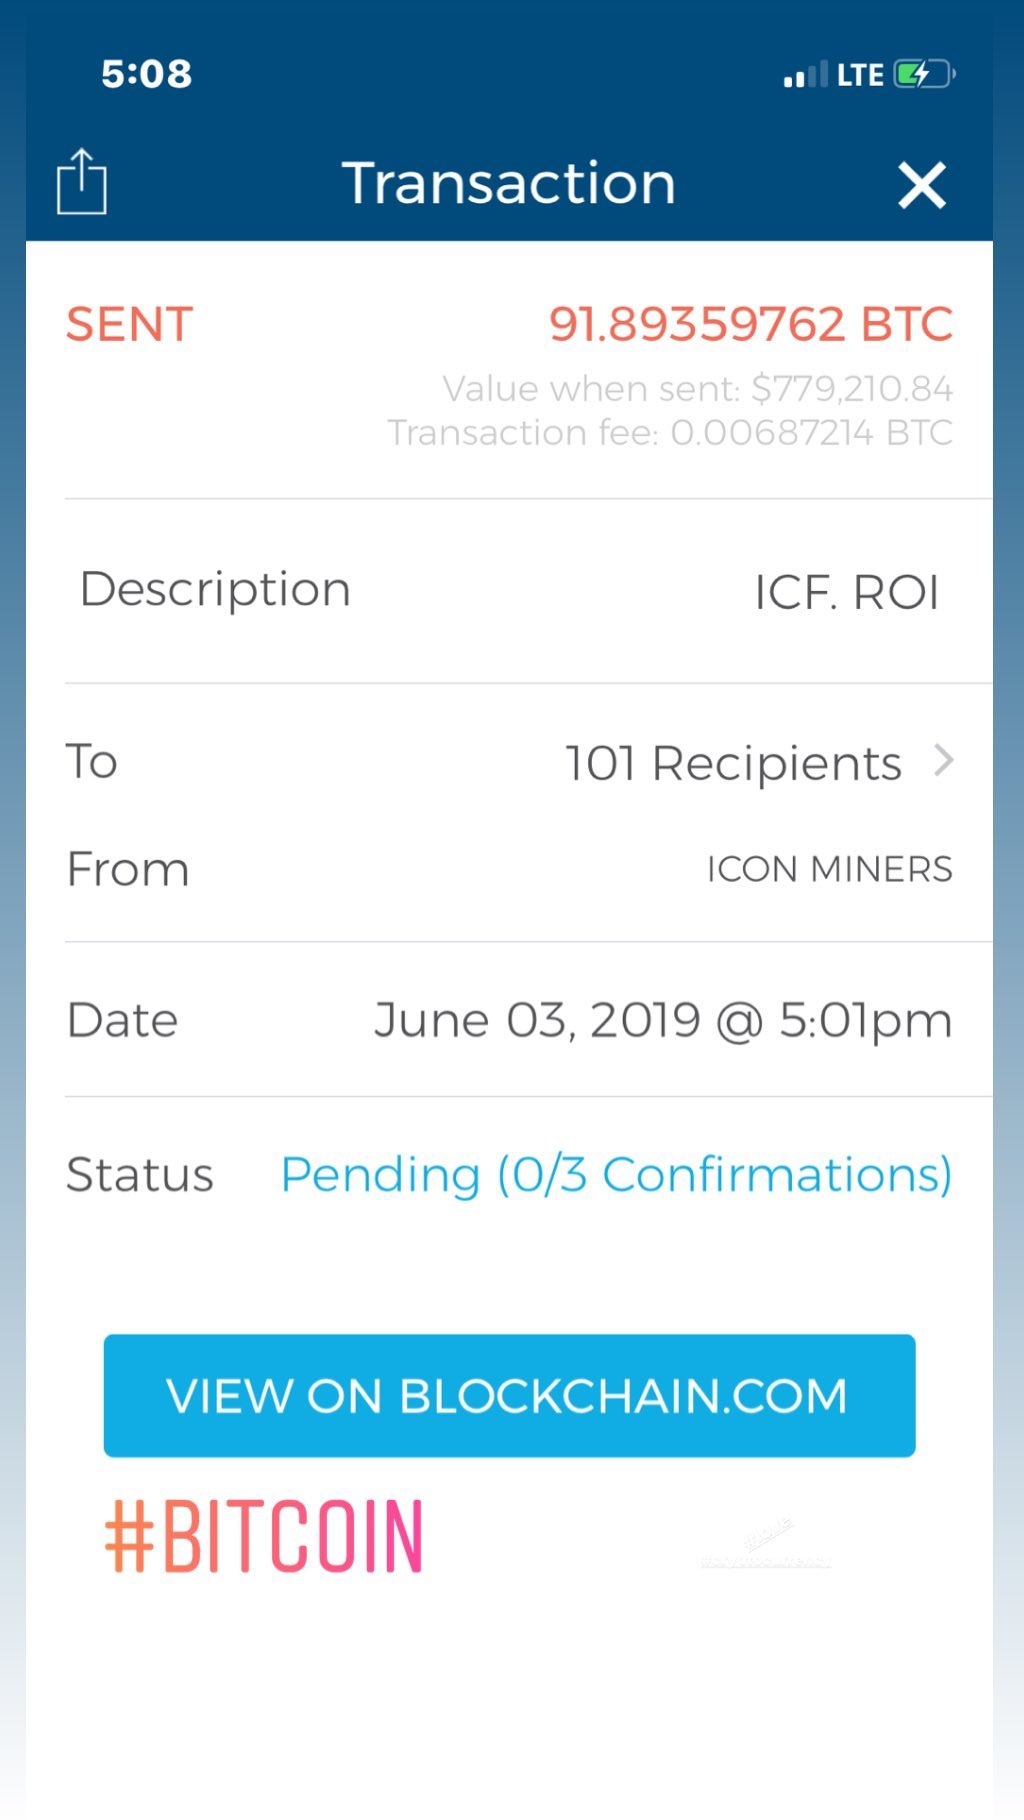 5:08
LTE
Transaction
SENT
91.89359762 BTC
Value when sent: $779,210.84
Transaction fee: 0.00687214 BTC
Description
ICF. ROI
To
101 Recipients
From
ICON MINERS
Date
June 03, 2019 @ 5:01pm
Status
Pending (0/3 Confirmations)
VIEW ON BLOCKCHAIN.COM
#BITCOIN